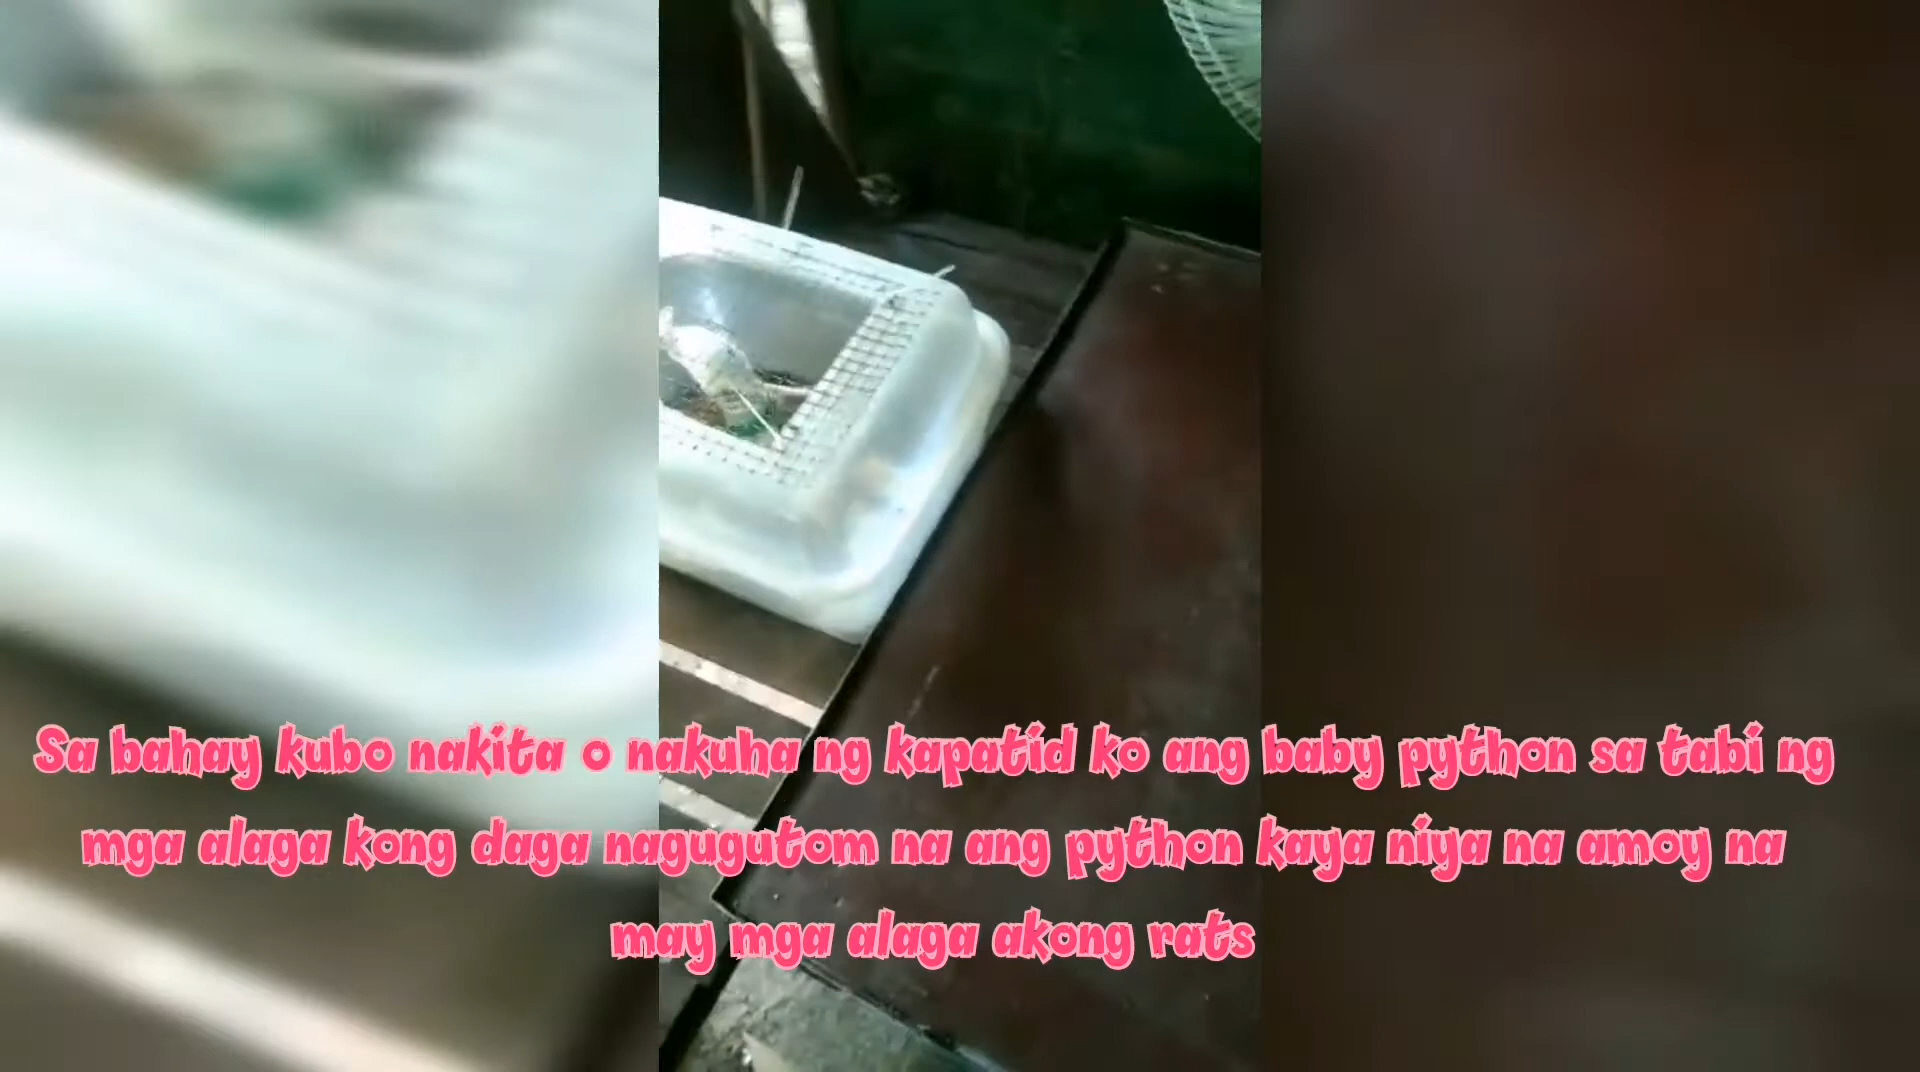 Sa bahay kubo nakita o nakuha ng kapatid ko ang baby python sa tabi ng
mga alaga kong daga nagugutom na ang python kaya niya na amoy na
may mga alaga akong rats